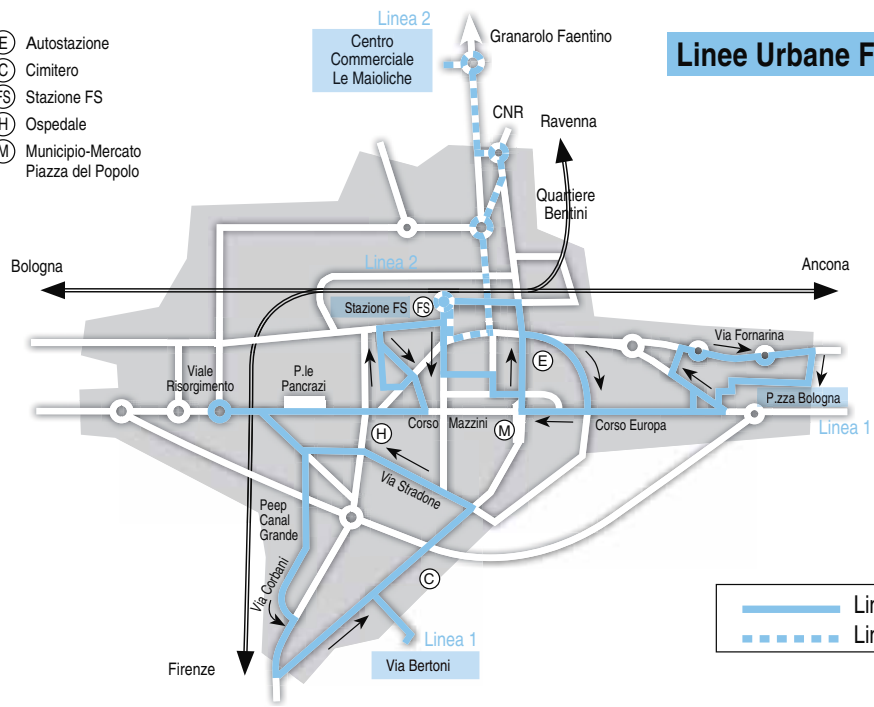 Linea 2
Centro
Commerciale
Le Maioliche
Granarolo Faentino
Linee Urbane F
E Autostazione
C Cimitero
FS Stazione FS
H Ospedale
M Municipio-Mercato
Piazza del Popolo
CNR
Ravenna
Quartiere
Bentini
Bologna
Linea 2
Ancona
Stazione FS
FS
Via Fornarina
E
Viale
Risorgimento
P.le
Pancrazi
P.zza Bologna
H
Corso Mazzini
M
Corso Europa
Linea 1
Via Stradone
Peep
Canal
Grande
Via Corbani
C
Linea 1
Via Bertoni
Firenze
Lin
Lin